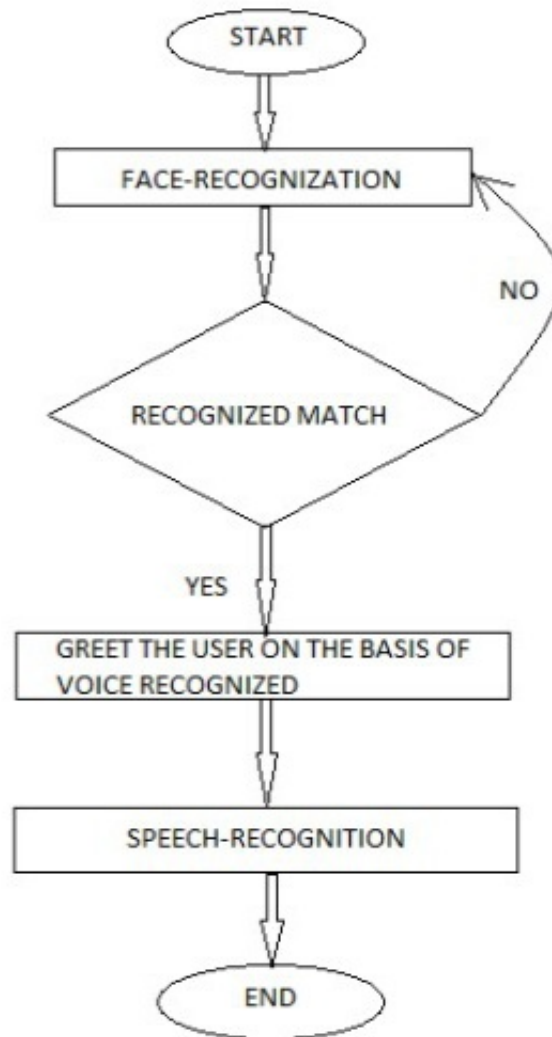 START
FACE-RECOGNIZATION
NO
RECOGNIZED MATCH
YES
GREET THE USER ON THE BASIS OF
VOICE RECOGNIZED
SPEECH-RECOGNITION
END